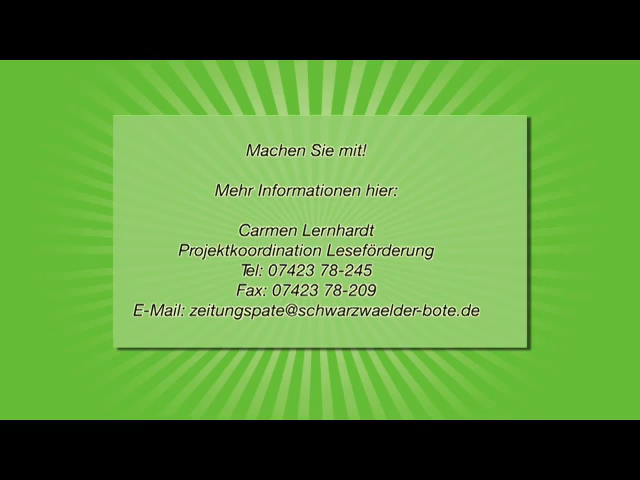 Machen Sie mit!
Mehr Informationen hier:
Carmen Lernhardt
Projektkoordination Leseförderung
Tel: 07423 78-245
Fax: 07423 78-209
E-Mail: zeitungspate@schwarzwaelder-bote.de